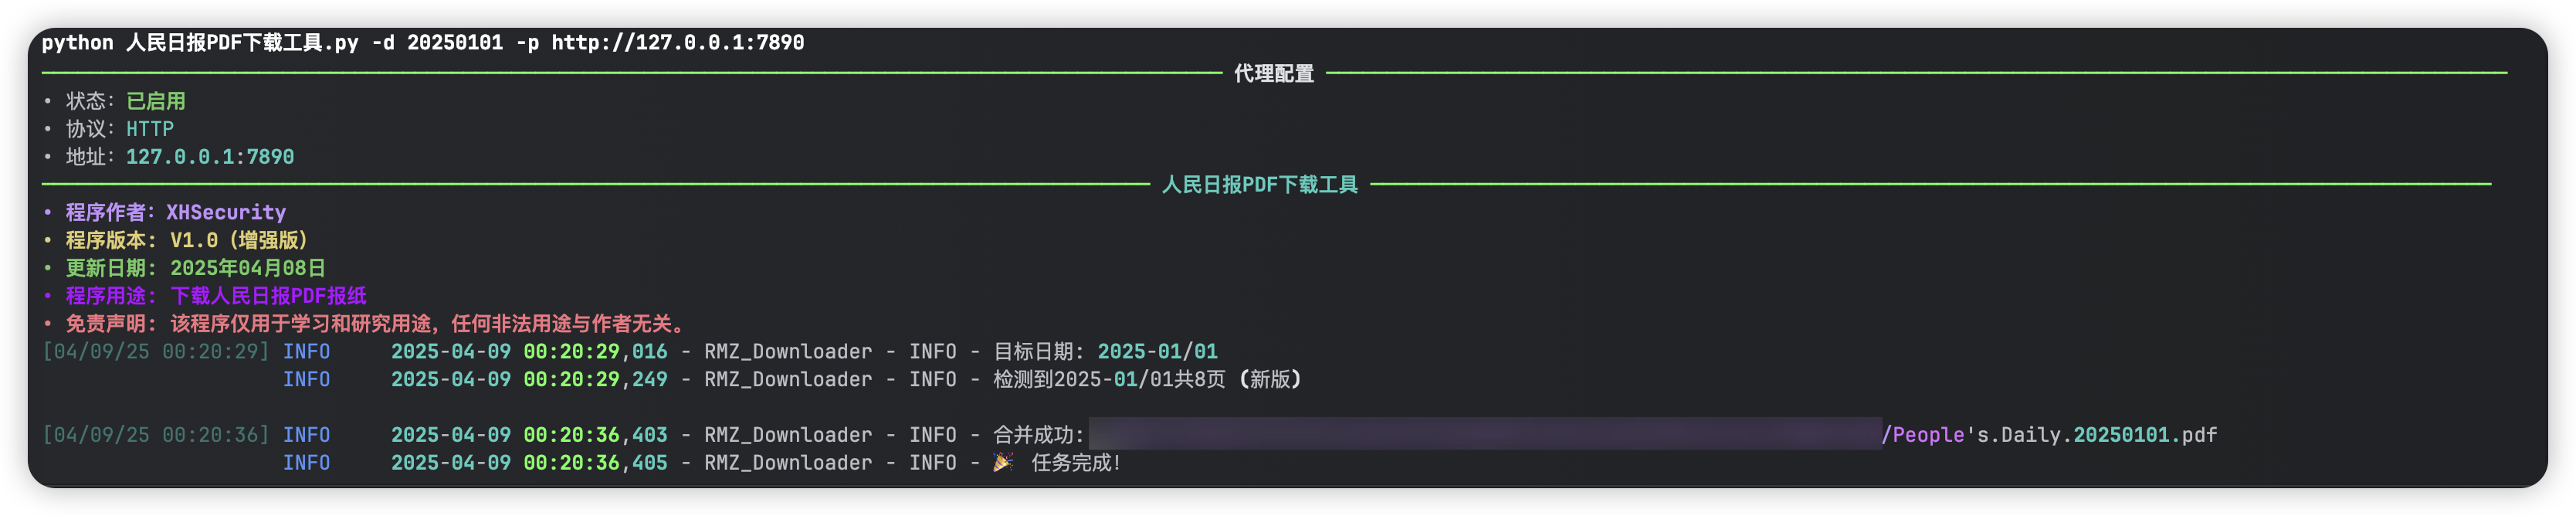 python 人民日报PDF下载工具.py -d 20250101 -p http://127.0.0.1:7890
代理配置
• 状态: 已启用
• 协议: HTTP
• 地址: 127.0.0.1:7890
人民日报PDF下载工具
• 程序作者: XHSecurity
• 程序版本: V1.0 (增强版)
• 更新日期: 2025年04月08日
• 程序用途: 下载人民日报PDF报纸
• 免责声明: 该程序仅用于学习和研究用途，任何非法用途与作者无关。
[04/09/25 00:20:29] INFO 2025-04-09 00:20:29,016 - RMZ_Downloader - INFO - 目标日期: 2025-01/01
INFO 2025-04-09 00:20:29,249 - RMZ_Downloader - INFO - 检测到2025-01/01共8页 (新版)
[04/09/25 00:20:36] INFO 2025-04-09 00:20:36,403 - RMZ_Downloader - INFO - 合并成功: /People's.Daily.20250101.pdf
INFO 2025-04-09 00:20:36,405 - RMZ_Downloader - INFO - 🎉 任务完成!